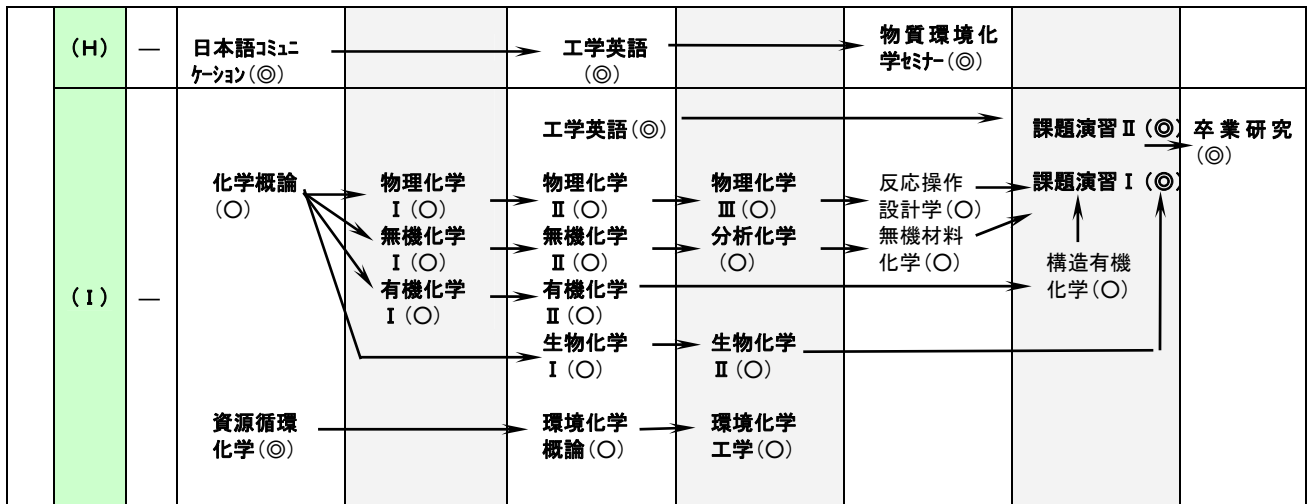 (H)
―
日本語コミュニ
ケーション(◎)
工学英語
(◎)
物質環境化
学セミナー(◎)
(I)
―
工学英語(◎)
課題演習Ⅱ(◎)
卒業研究
(◎)
化学概論
(○)
物理化学
Ⅰ(○)
物理化学
Ⅱ(○)
物理化学
Ⅲ(○)
反応操作
設計学(○)
課題演習Ⅰ(◎)
無機化学
Ⅰ(○)
無機化学
Ⅱ(○)
分析化学
(○)
無機材料
化学(○)
有機化学
Ⅰ(○)
有機化学
Ⅱ(○)
構造有機
化学(○)
生物化学
Ⅰ(○)
生物化学
Ⅱ(○)
資源循環
化学(◎)
環境化学
概論(○)
環境化学
工学(○)